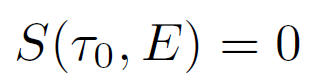 S(τ₀, E) = 0